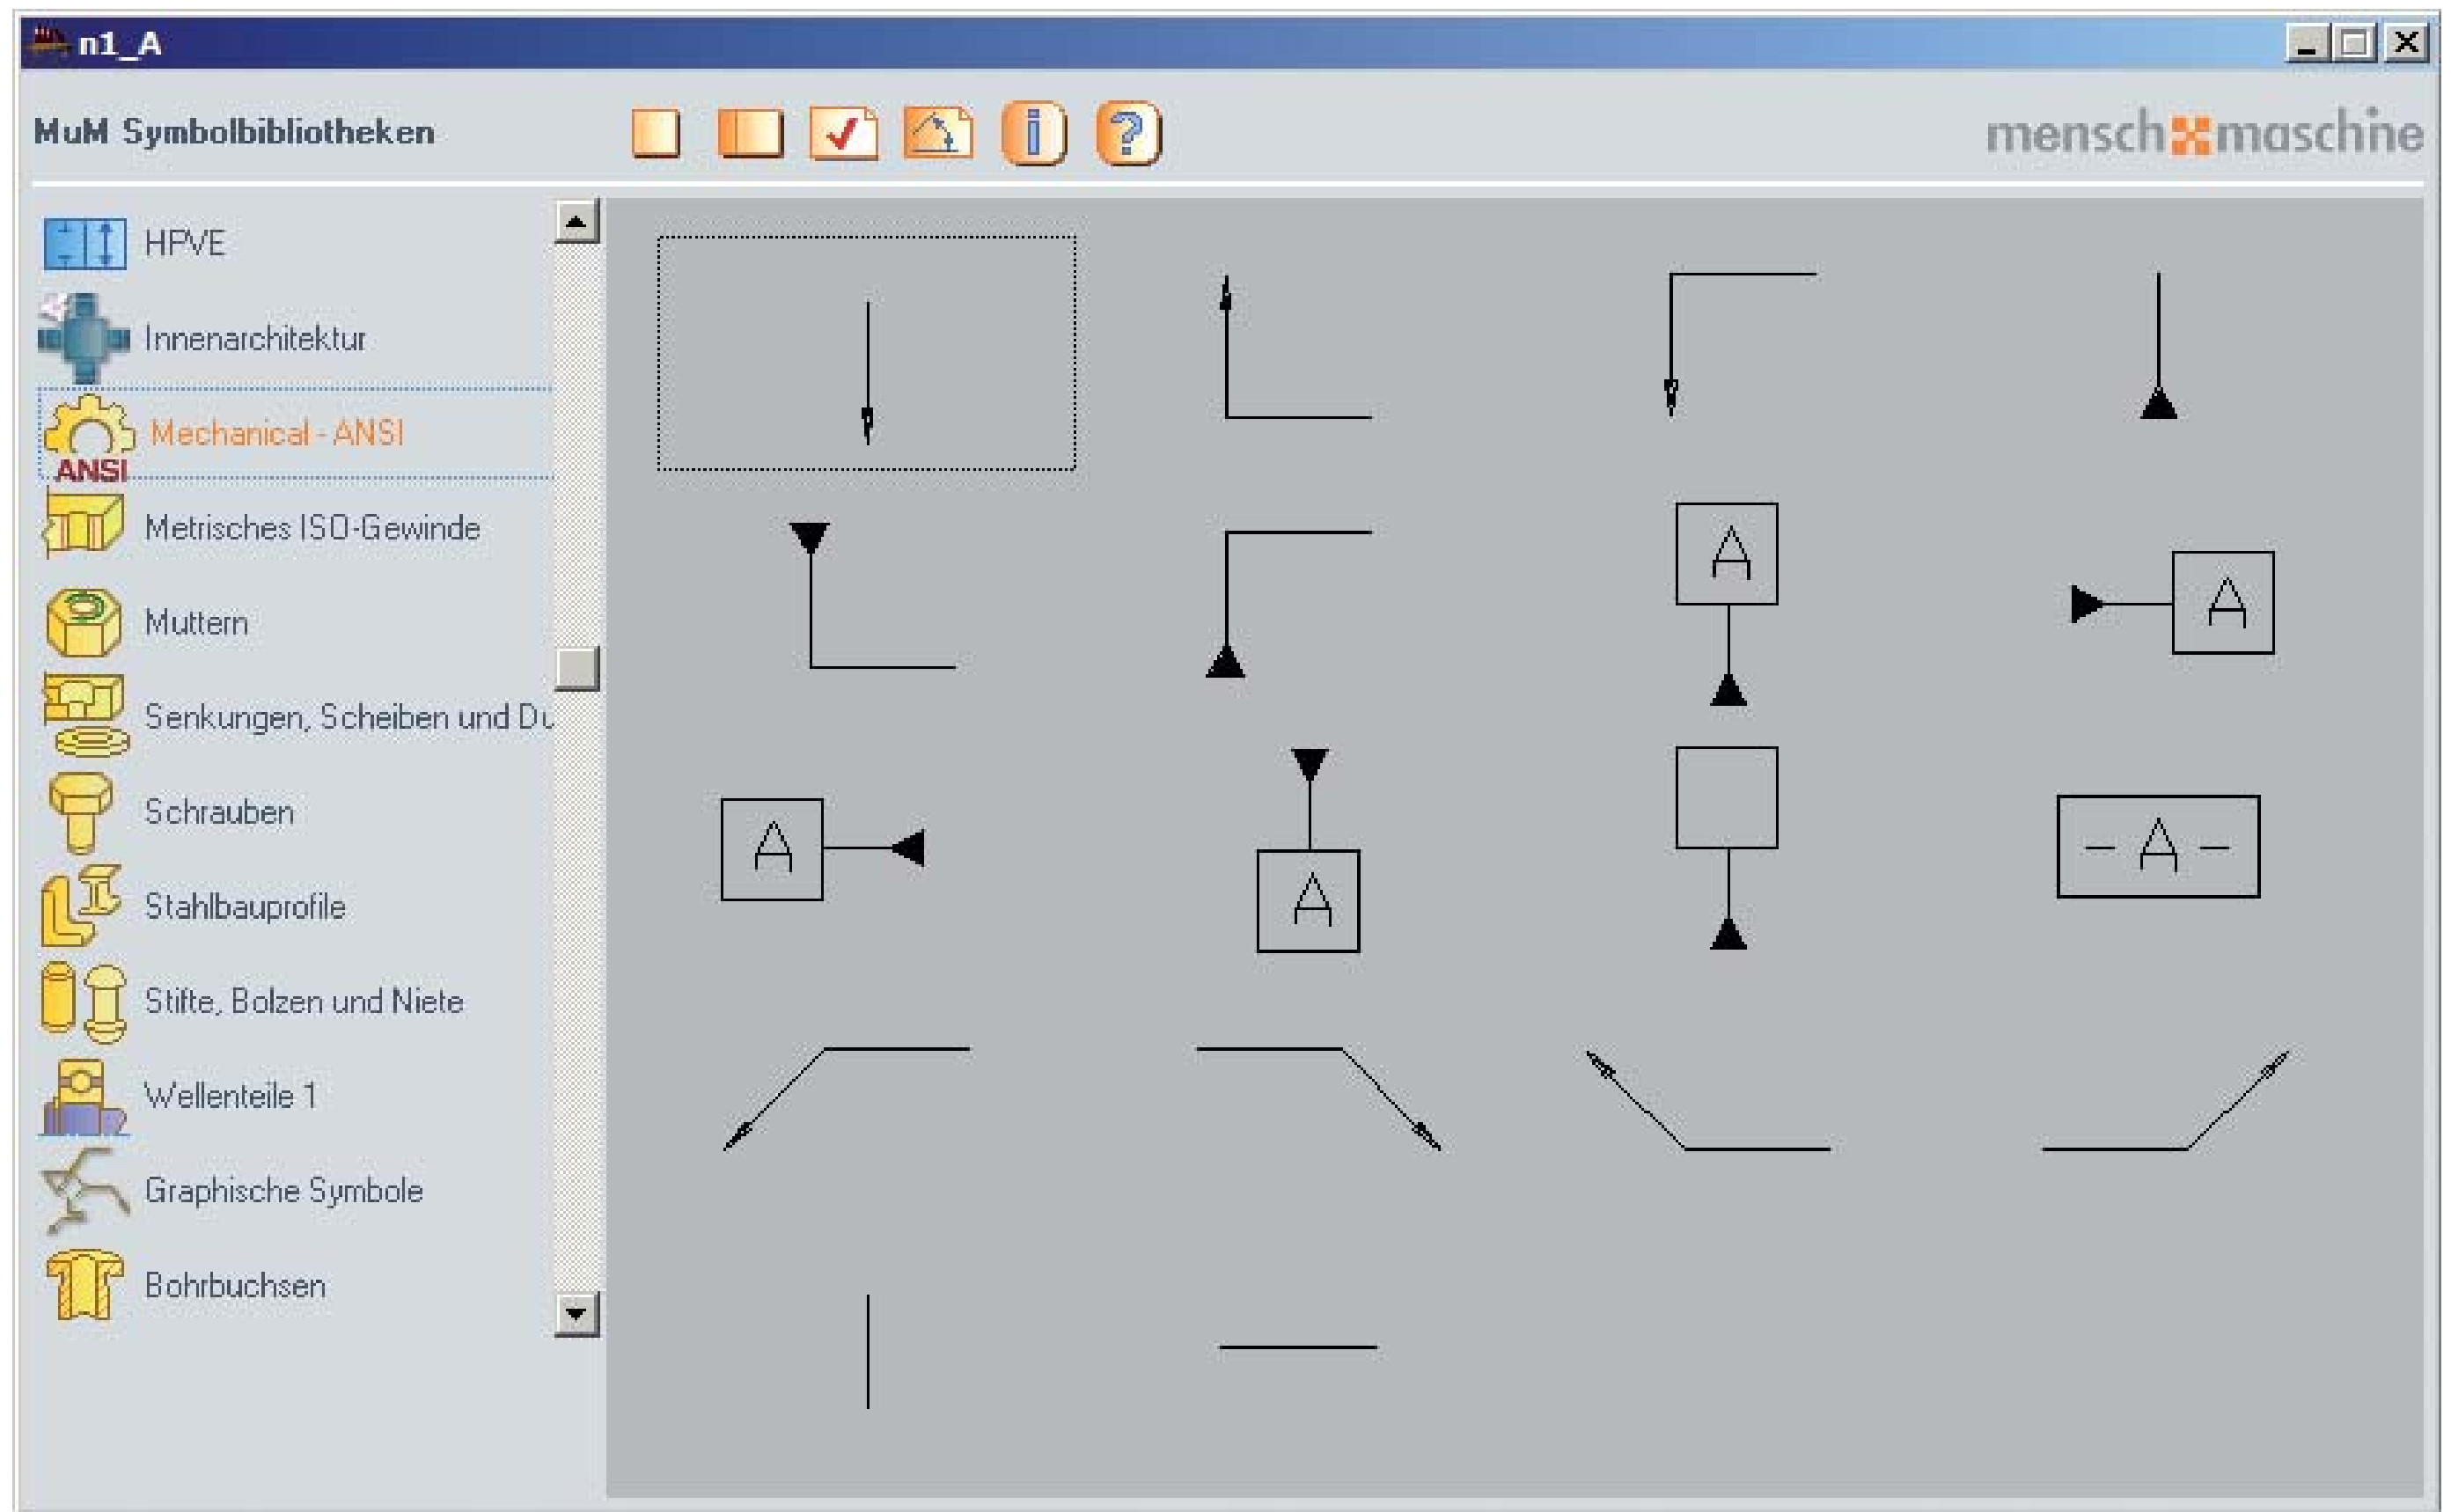 n1_A
MuM Symbolbibliotheken
mensch maschine
HPVE
Innenarchitektur
Mechanical - ANSI
ANSI
Metrisches ISO-Gewinde
Muttern
Senkungen, Scheiben und Du
Schrauben
Stahlbauprofile
Stifte, Bolzen und Niete
Wellenteile 1
Graphische Symbole
Bohrbuchsen
A
A
A
A
– A –